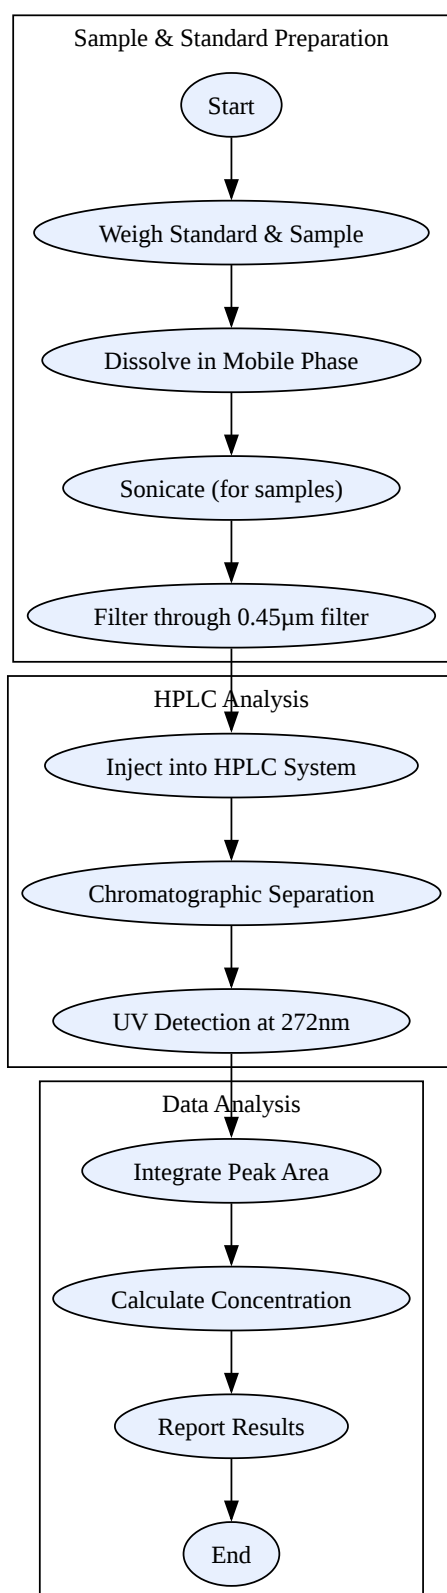 Sample & Standard Preparation
Start
Weigh Standard & Sample
Dissolve in Mobile Phase
Sonicate (for samples)
Filter through 0.45µm filter
HPLC Analysis
Inject into HPLC System
Chromatographic Separation
UV Detection at 272nm
Data Analysis
Integrate Peak Area
Calculate Concentration
Report Results
End